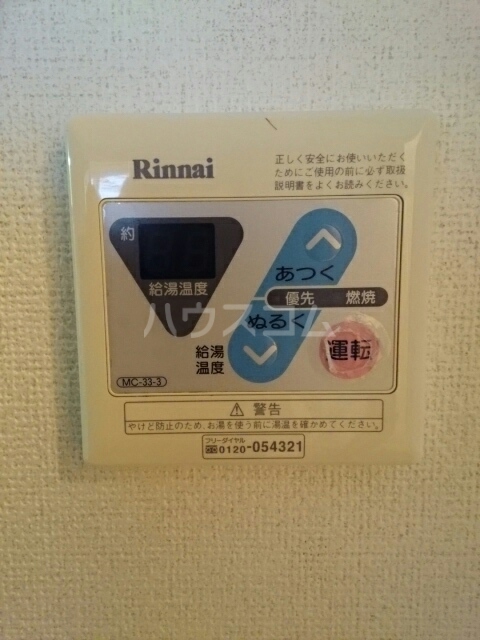 Rinnai
正しく安全にお使いいただく
ためにご使用の前に必ず取扱
説明書をよくお読みください。
約
給湯温度
あつく
優先 燃焼
ぬるく
給湯
温度
運転
MC-33-3
ハウスコム
⚠ 警告
やけど防止のため、お湯を使う前に湯温を確かめてください。
フリーダイヤル
0120-054321